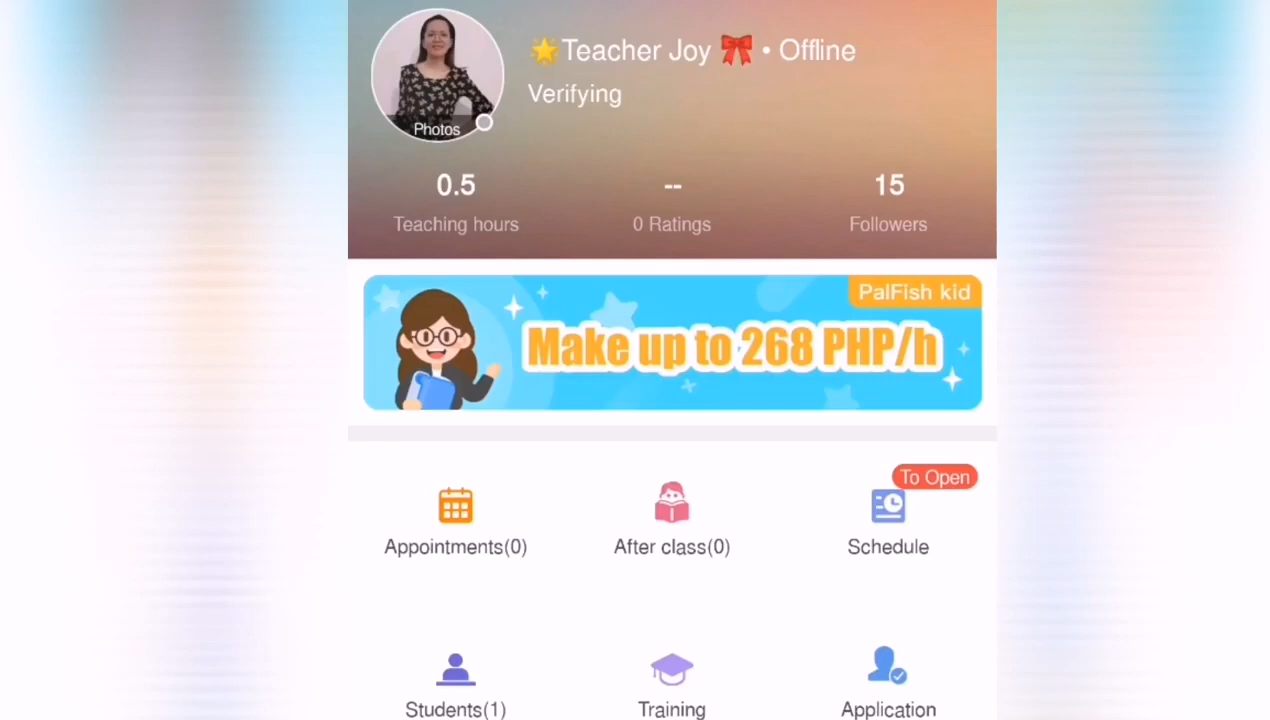 🌟Teacher Joy 🎀 • Offline
Verifying
Photos
0.5
--
15
Teaching hours
0 Ratings
Followers
PalFish kid
Make up to 268 PHP/h
To Open
Appointments(0)
After class(0)
Schedule
Students(1)
Training
Application